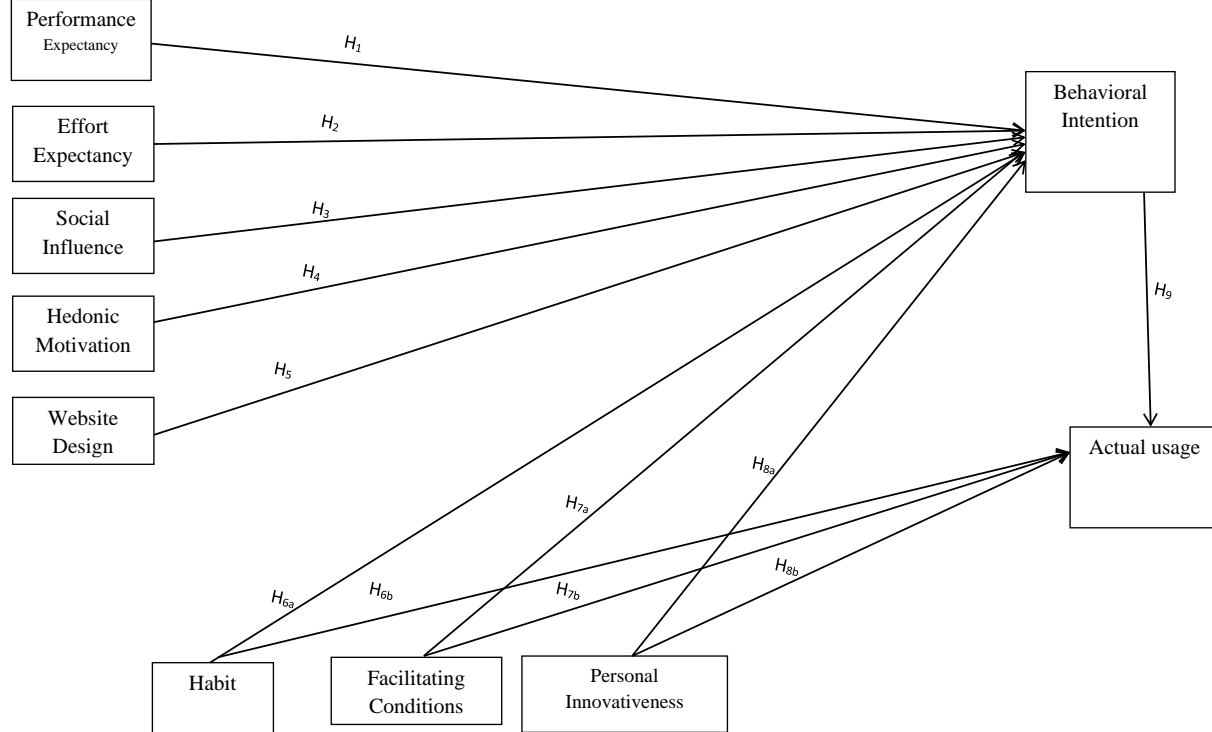 Performance
Expectancy
H1
Behavioral
Intention
Effort
Expectancy
H2
Social
Influence
H3
Hedonic
Motivation
H4
H9
Website
Design
H5
Actual usage
H8a
H7a
H6a
H6b
H7b
H8b
Habit
Facilitating
Conditions
Personal
Innovativeness